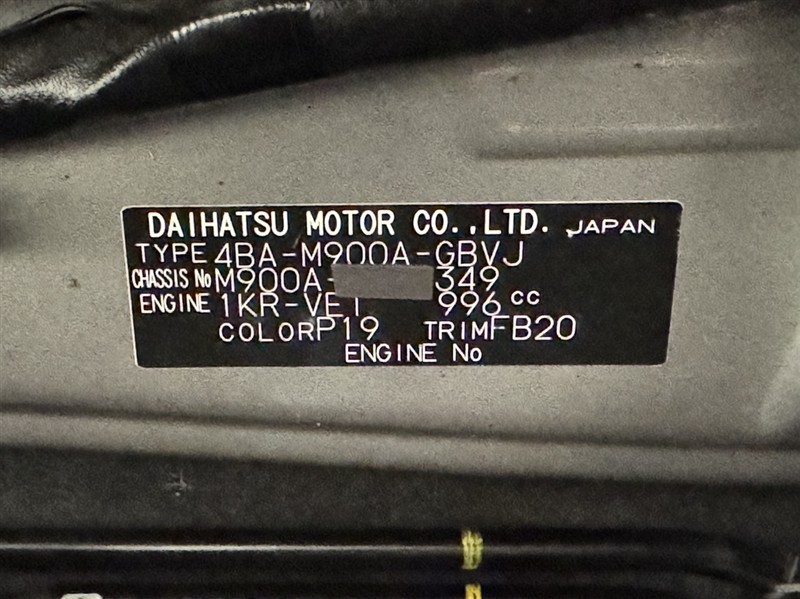 DAIHATSU MOTOR CO.,LTD. JAPAN
TYPE 4BA-M900A-GBVJ
CHASSIS No M900A- 349
ENGINE 1KR-VET 996 cc
COLOR P19 TRIM FB20
ENGINE No